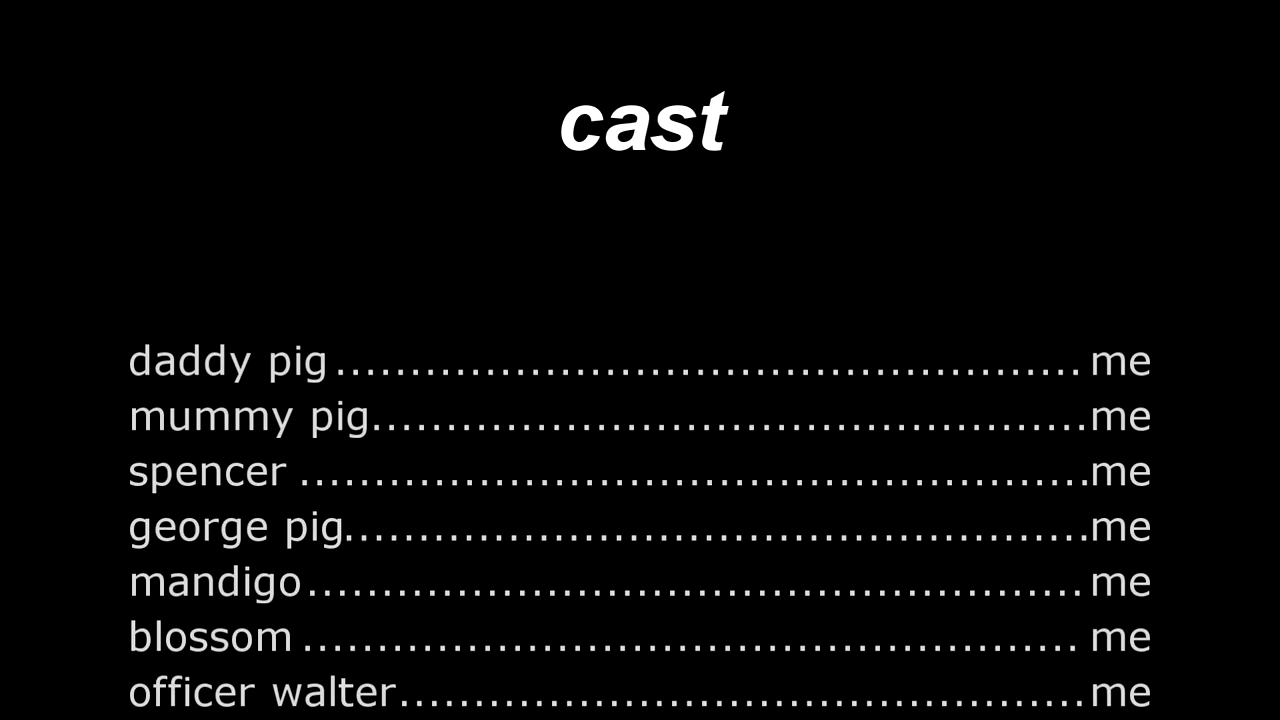 cast
daddy pig................................................. me
mummy pig................................................me
spencer .....................................................me
george pig..................................................me
mandigo.................................................... me
blossom .................................................... me
officer walter..............................................me